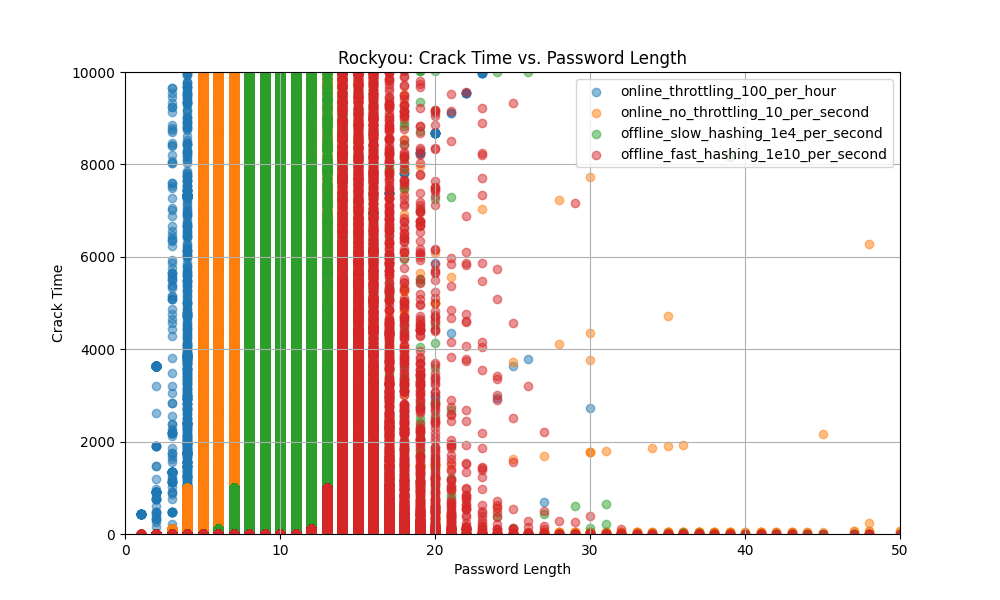 Rockyou: Crack Time vs. Password Length
10000
8000
6000
4000
2000
0
Crack Time
online_throttling_100_per_hour
online_no_throttling_10_per_second
offline_slow_hashing_1e4_per_second
offline_fast_hashing_1e10_per_second
0 10 20 30 40 50
Password Length